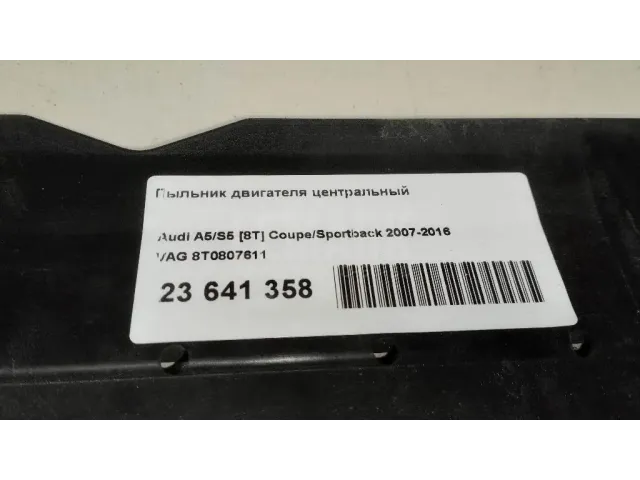 Пыльник двигателя центральный
Audi A5/S5 [8T] Coupe/Sportback 2007-2016
VAG 8T0807611
23 641 358